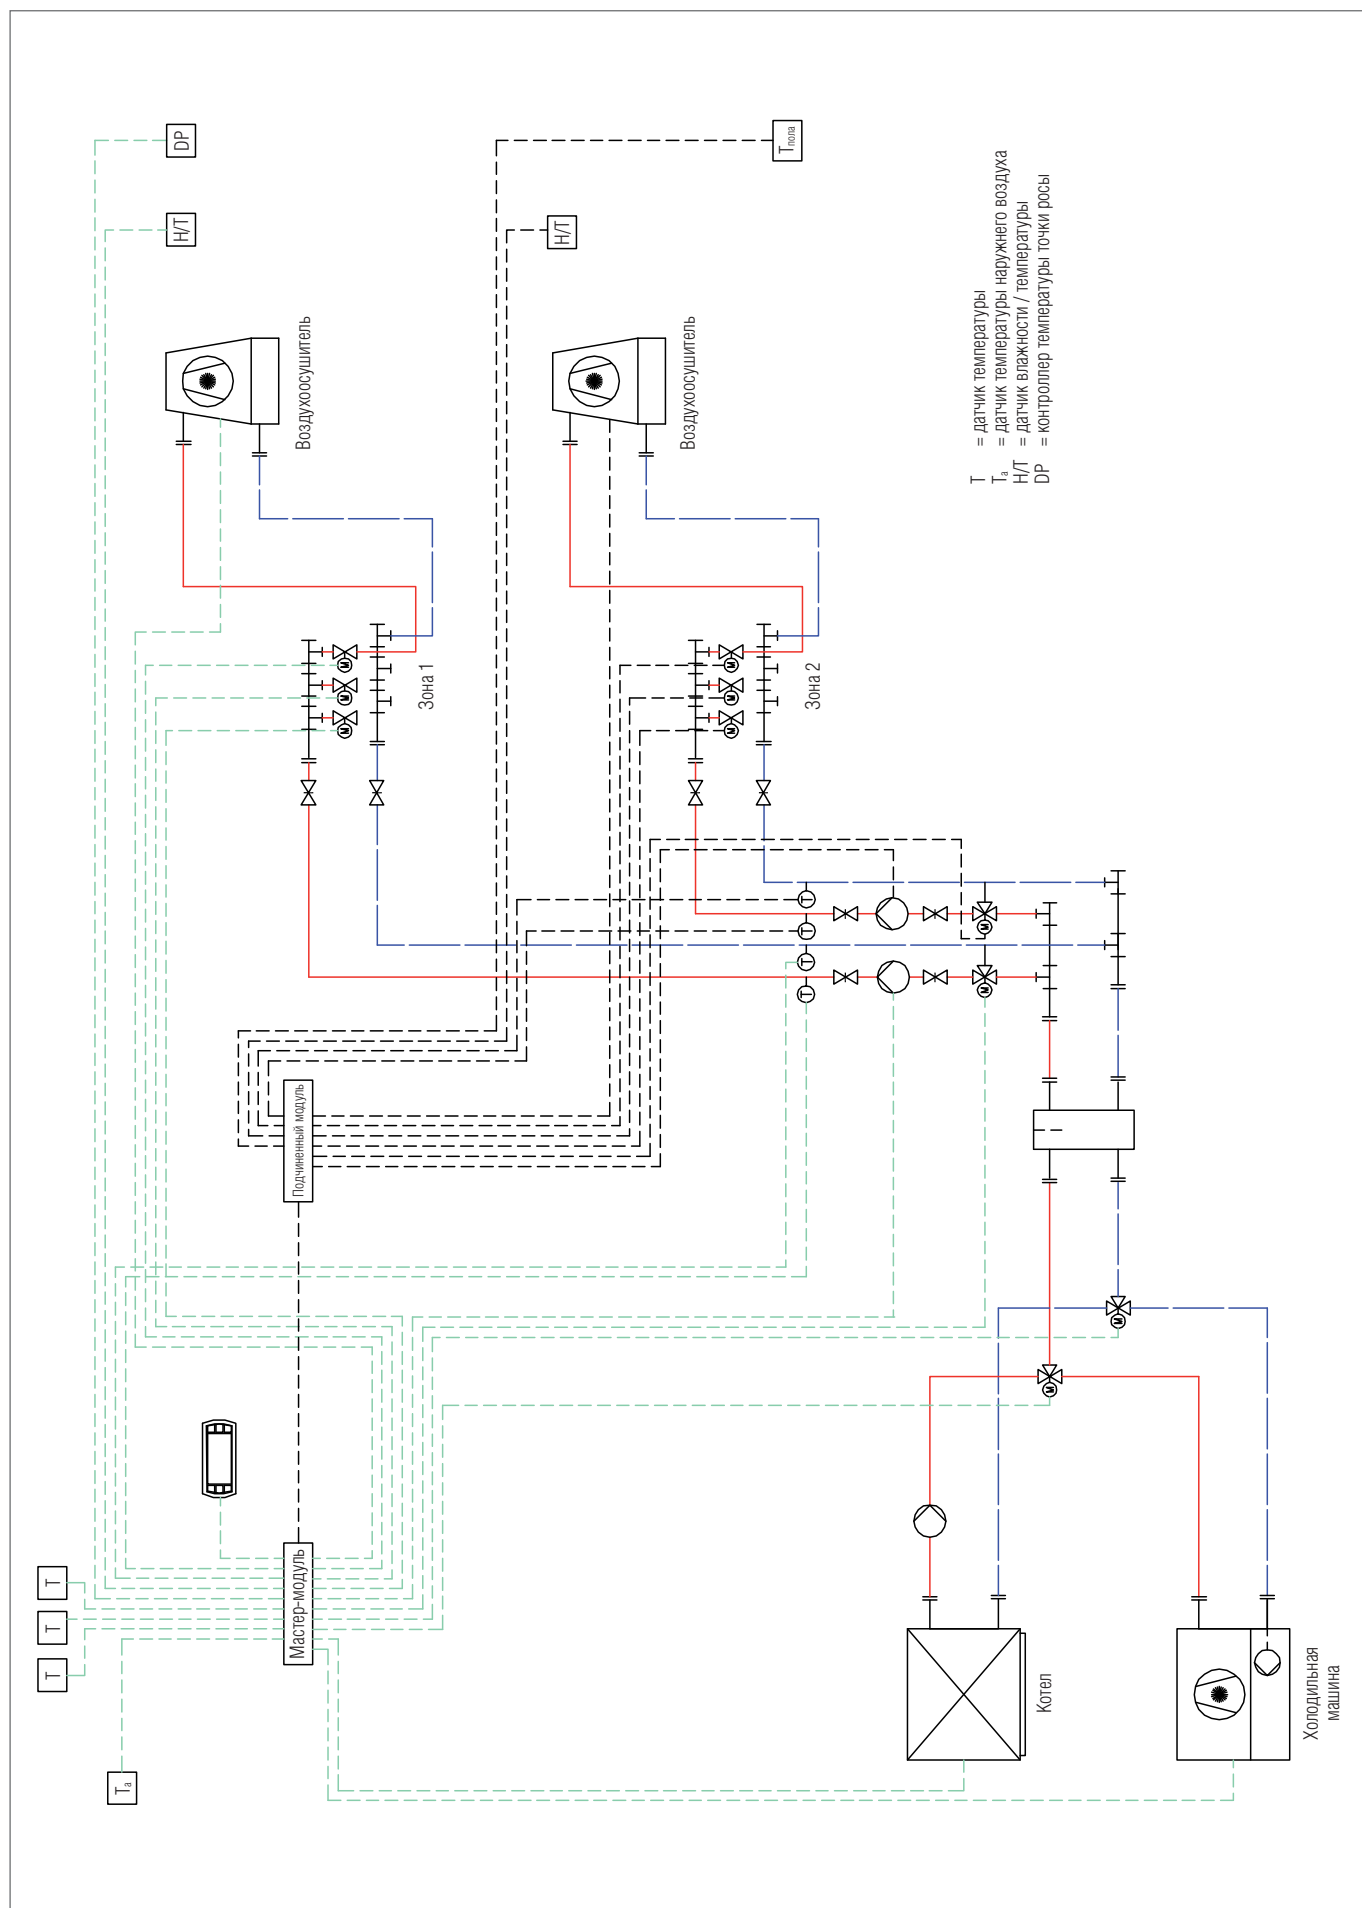 T
T
T
Tа
H/T
DP
Мастер-модуль
Подчиненный модуль
Воздухоосушитель
M
M
M
Зона 1
H/T
Воздухоосушитель
M
M
M
Tпола
T
T
T
T
Зона 2
T = датчик температуры
Tа = датчик температуры наружнего воздуха
H/T = датчик влажности / температуры
DP = контроллер температуры точки росы
M
M
M
M
Котел
Холодильная
машина